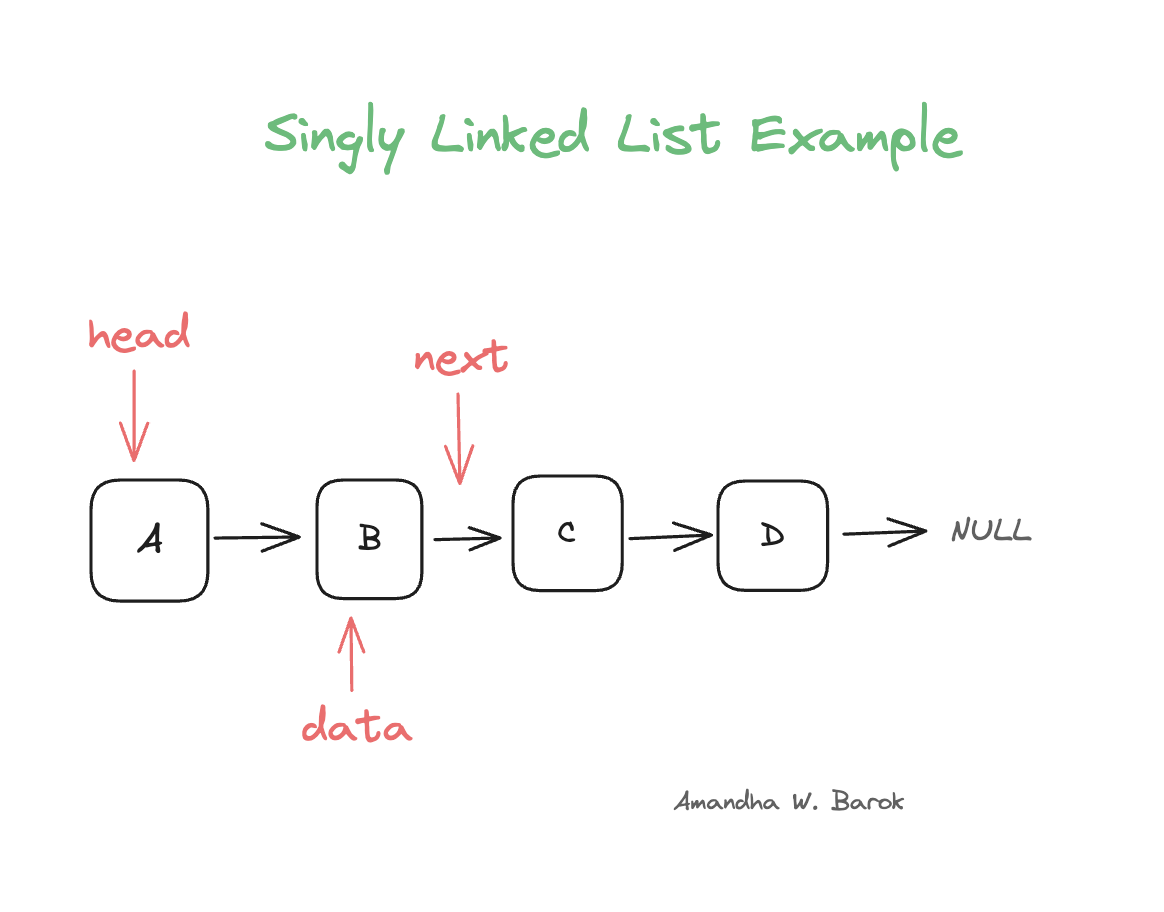 Singly Linked List Example
head
next
A
B
C
D
NULL
data
Amandha W. Barok